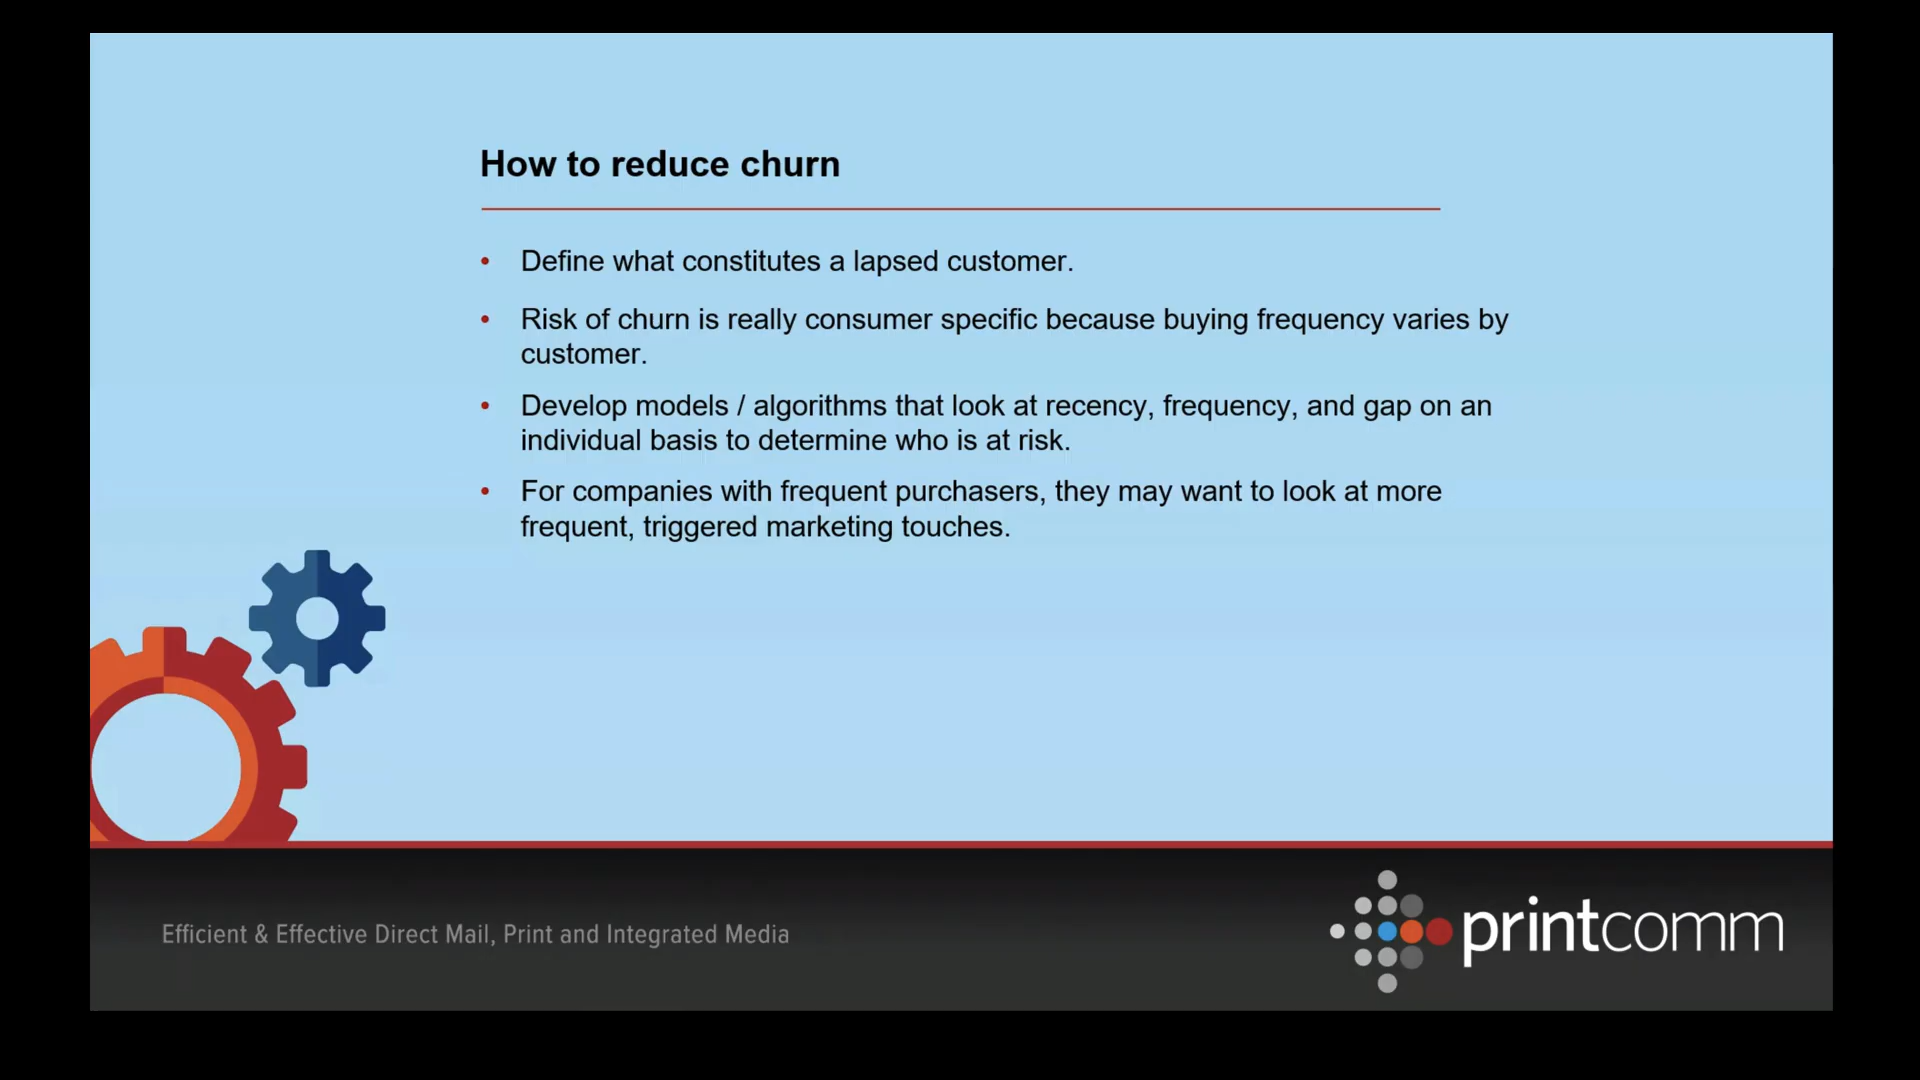 How to reduce churn
• Define what constitutes a lapsed customer.
• Risk of churn is really consumer specific because buying frequency varies by
customer.
• Develop models / algorithms that look at recency, frequency, and gap on an
individual basis to determine who is at risk.
• For companies with frequent purchasers, they may want to look at more
frequent, triggered marketing touches.
Efficient & Effective Direct Mail, Print and Integrated Media
printcomm